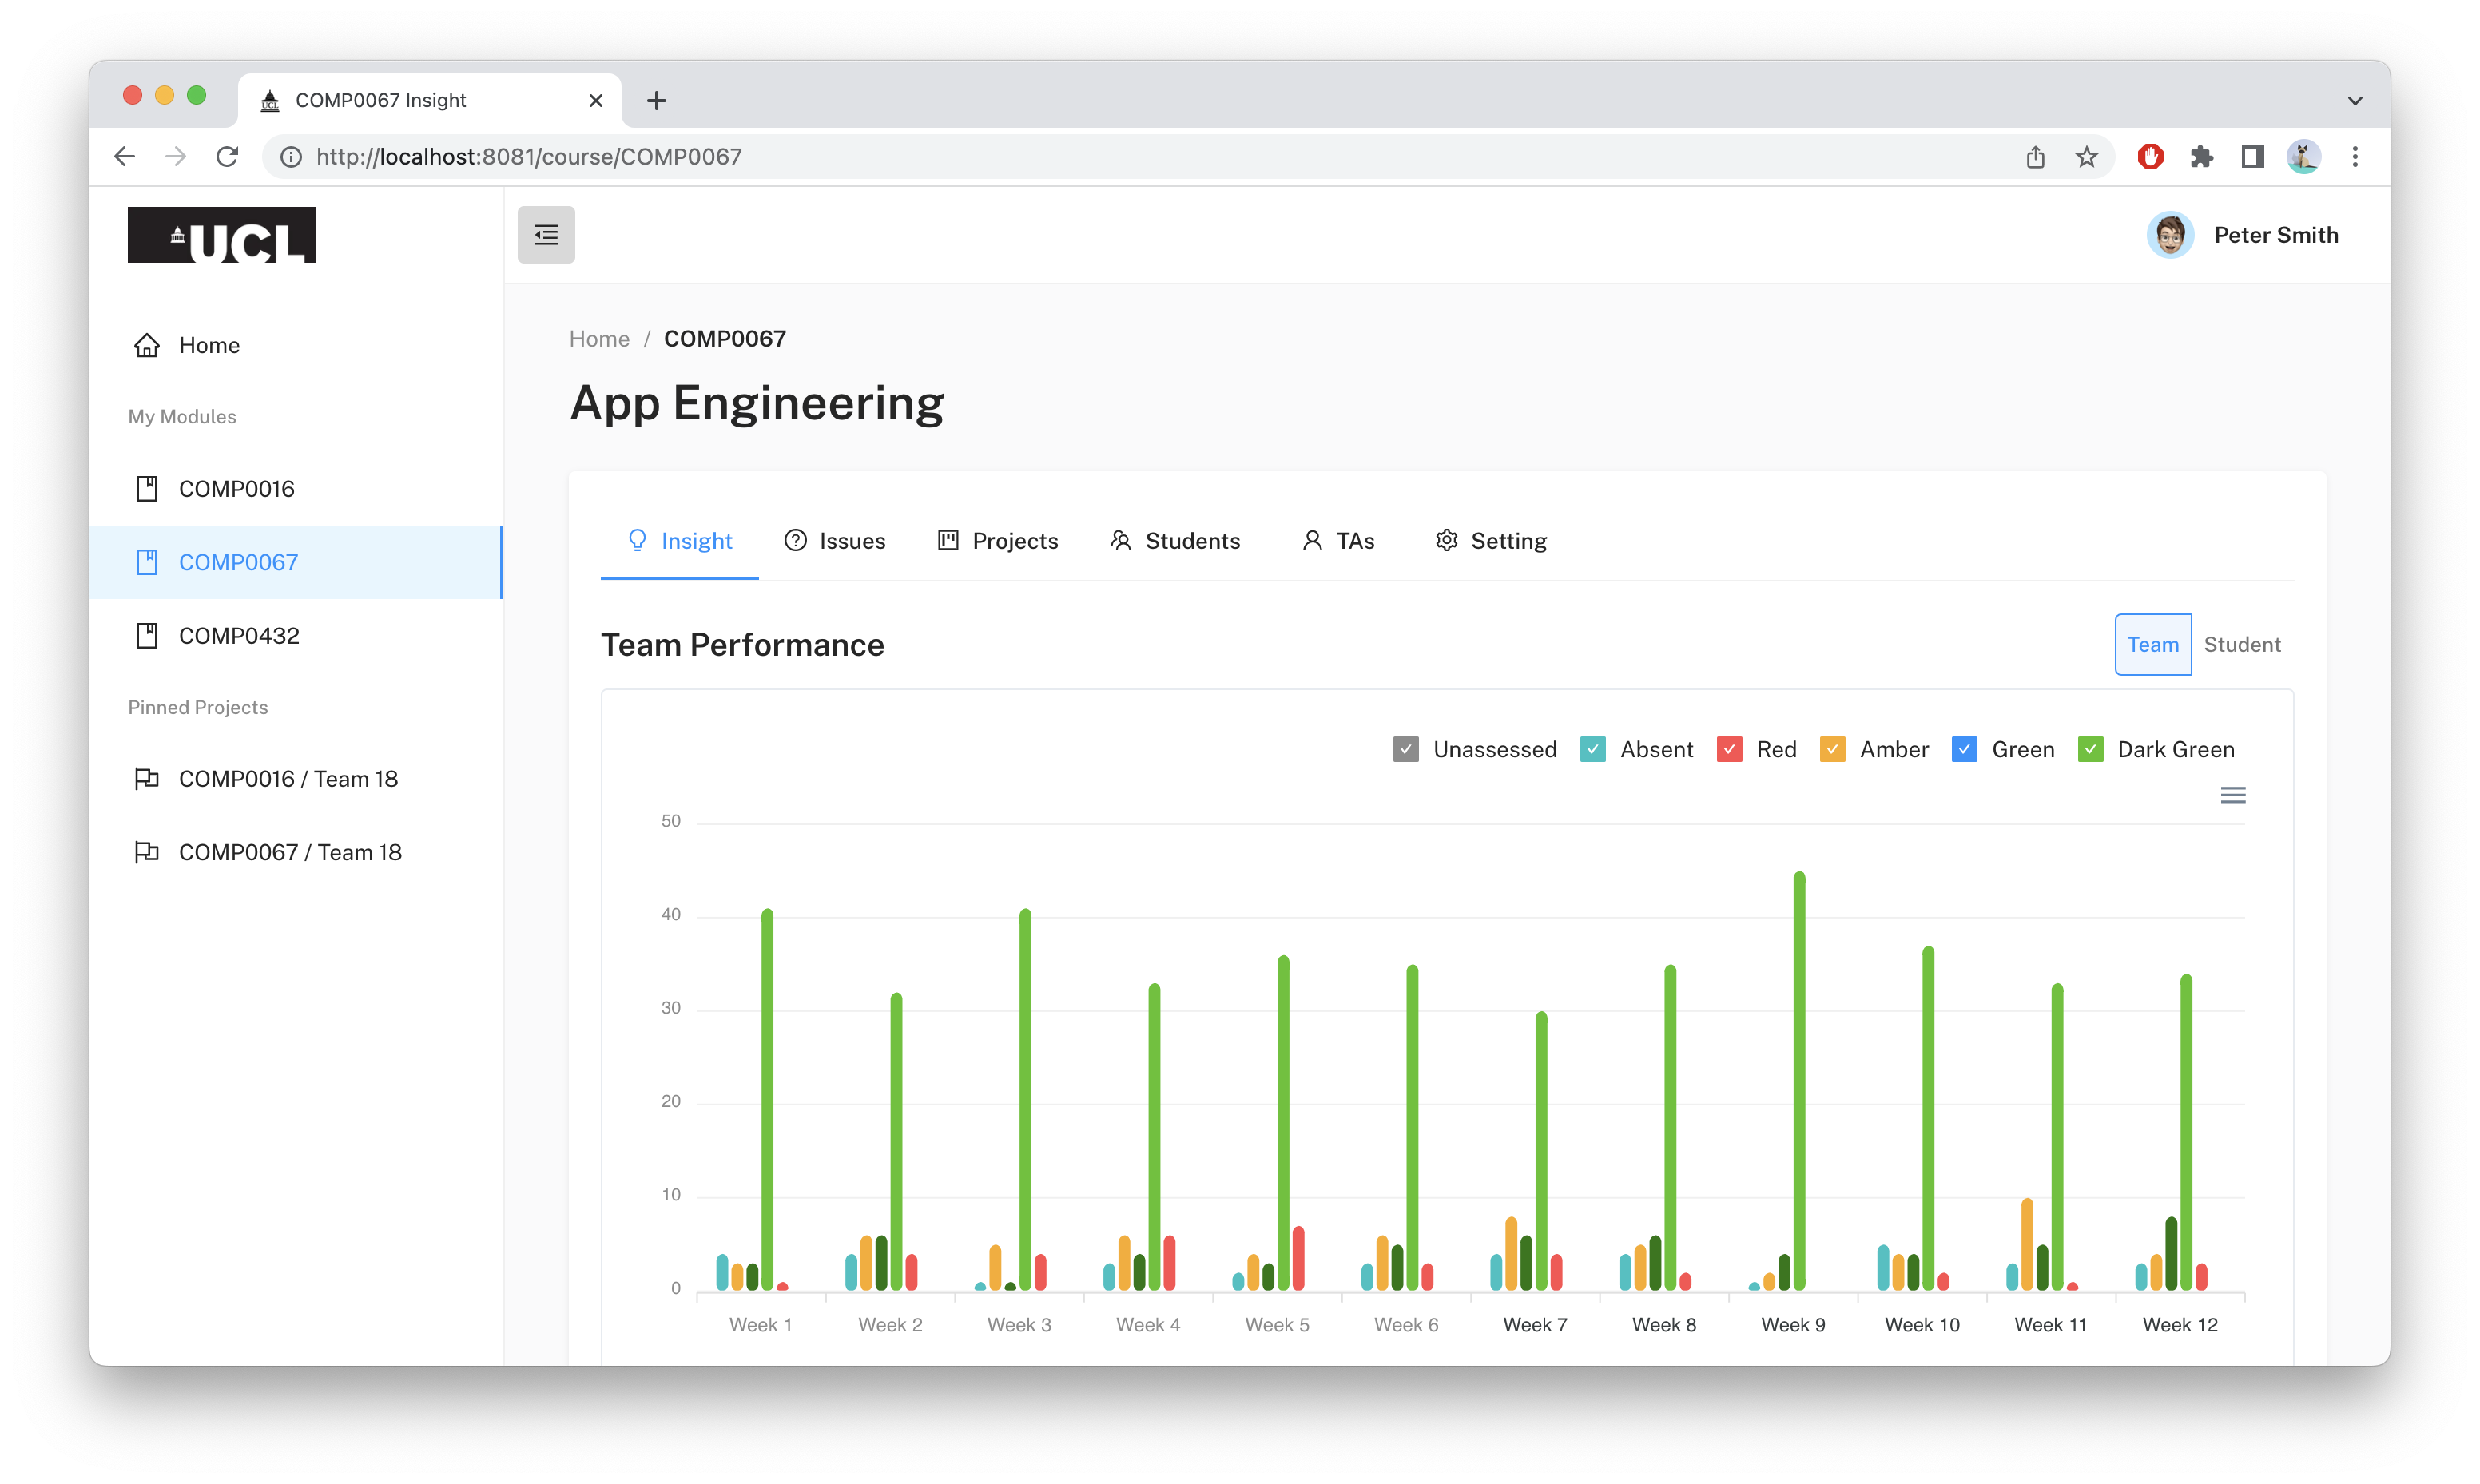 COMP0067 Insight
http://localhost:8081/course/COMP0067
UCL
Peter Smith
Home
My Modules
COMP0016
COMP0067
COMP0432
Pinned Projects
COMP0016 / Team 18
COMP0067 / Team 18
Home / COMP0067
App Engineering
Insight Issues Projects Students TAs Setting
Team Performance
Team Student
Unassessed Absent Red Amber Green Dark Green
50
40
30
20
10
0
Week 1 Week 2 Week 3 Week 4 Week 5 Week 6 Week 7 Week 8 Week 9 Week 10 Week 11 Week 12